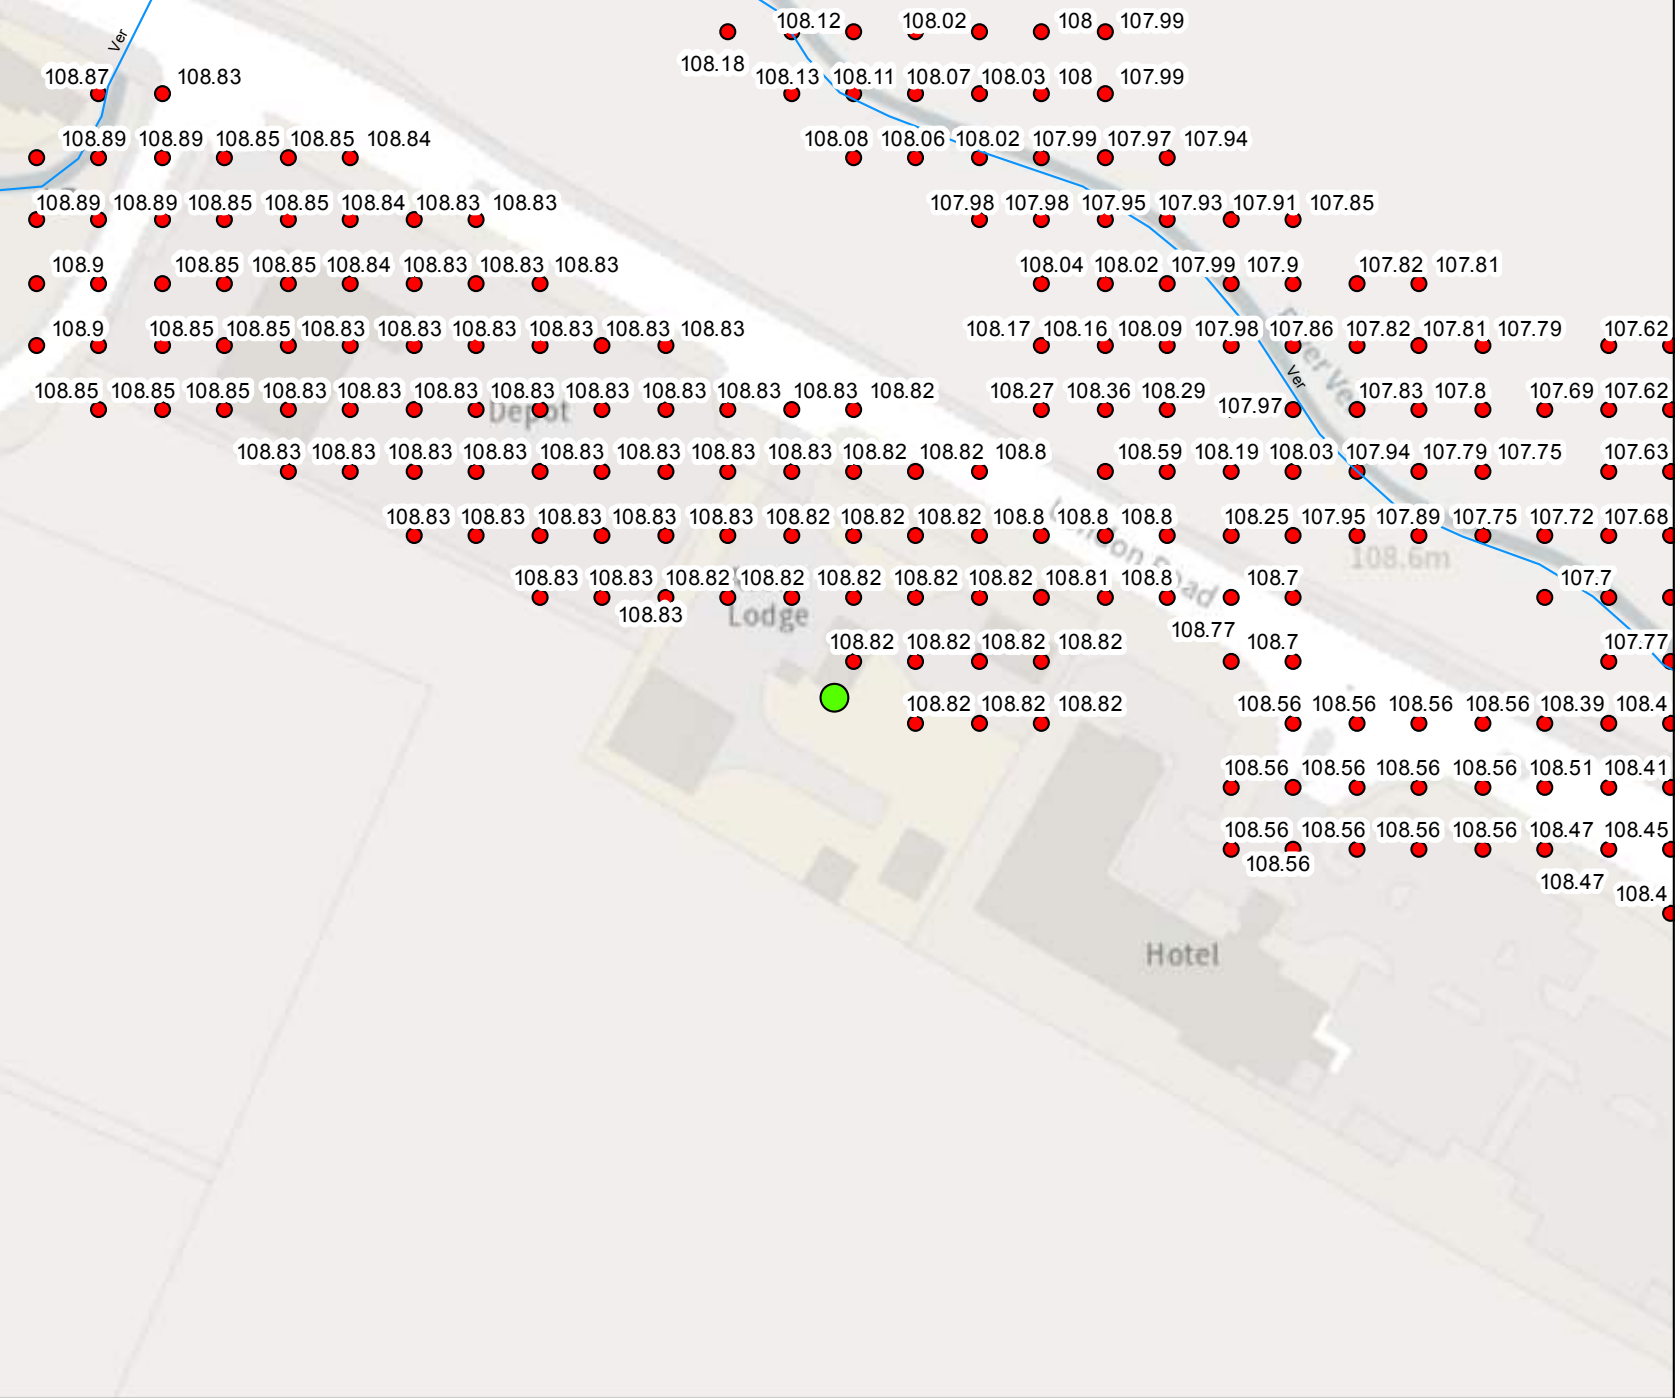 108.12 108.02 108 107.99
Ver
108.18
108.87 108.83 108.13 108.11 108.07 108.03 108 107.99
108.89 108.89 108.85 108.85 108.84 108.08 108.06 108.02 107.99 107.97 107.94
108.89 108.89 108.85 108.85 108.84 108.83 108.83 107.98 107.98 107.95 107.93 107.91 107.85
108.9 108.85 108.85 108.84 108.83 108.83 108.83 108.04 108.02 107.99 107.9 107.82 107.81
108.9 108.85 108.85 108.83 108.83 108.83 108.83 108.83 108.83 108.17 108.16 108.09 107.98 107.86 107.82 107.81 107.79 107.62
River Ver
Ver
108.85 108.85 108.85 108.83 108.83 108.83 108.83 108.83 108.83 108.83 108.83 108.82 108.27 108.36 108.29 107.97 107.83 107.8 107.69 107.62
Depot
108.83 108.83 108.83 108.83 108.83 108.83 108.83 108.83 108.82 108.82 108.8 108.59 108.19 108.03 107.94 107.79 107.75 107.63
108.83 108.83 108.83 108.83 108.83 108.82 108.82 108.82 108.8 108.8 108.8 108.25 107.95 107.89 107.75 107.72 107.68
London Road
108.6m
108.83 108.83 108.82 108.82 108.82 108.82 108.82 108.81 108.8 108.7 107.7
108.83
Lodge
108.77
108.82 108.82 108.82 108.82 108.7 107.77
108.82 108.82 108.82 108.56 108.56 108.56 108.56 108.39 108.4
108.56 108.56 108.56 108.56 108.51 108.41
108.56 108.56 108.56 108.56 108.47 108.45
108.56
108.47
108.4
Hotel